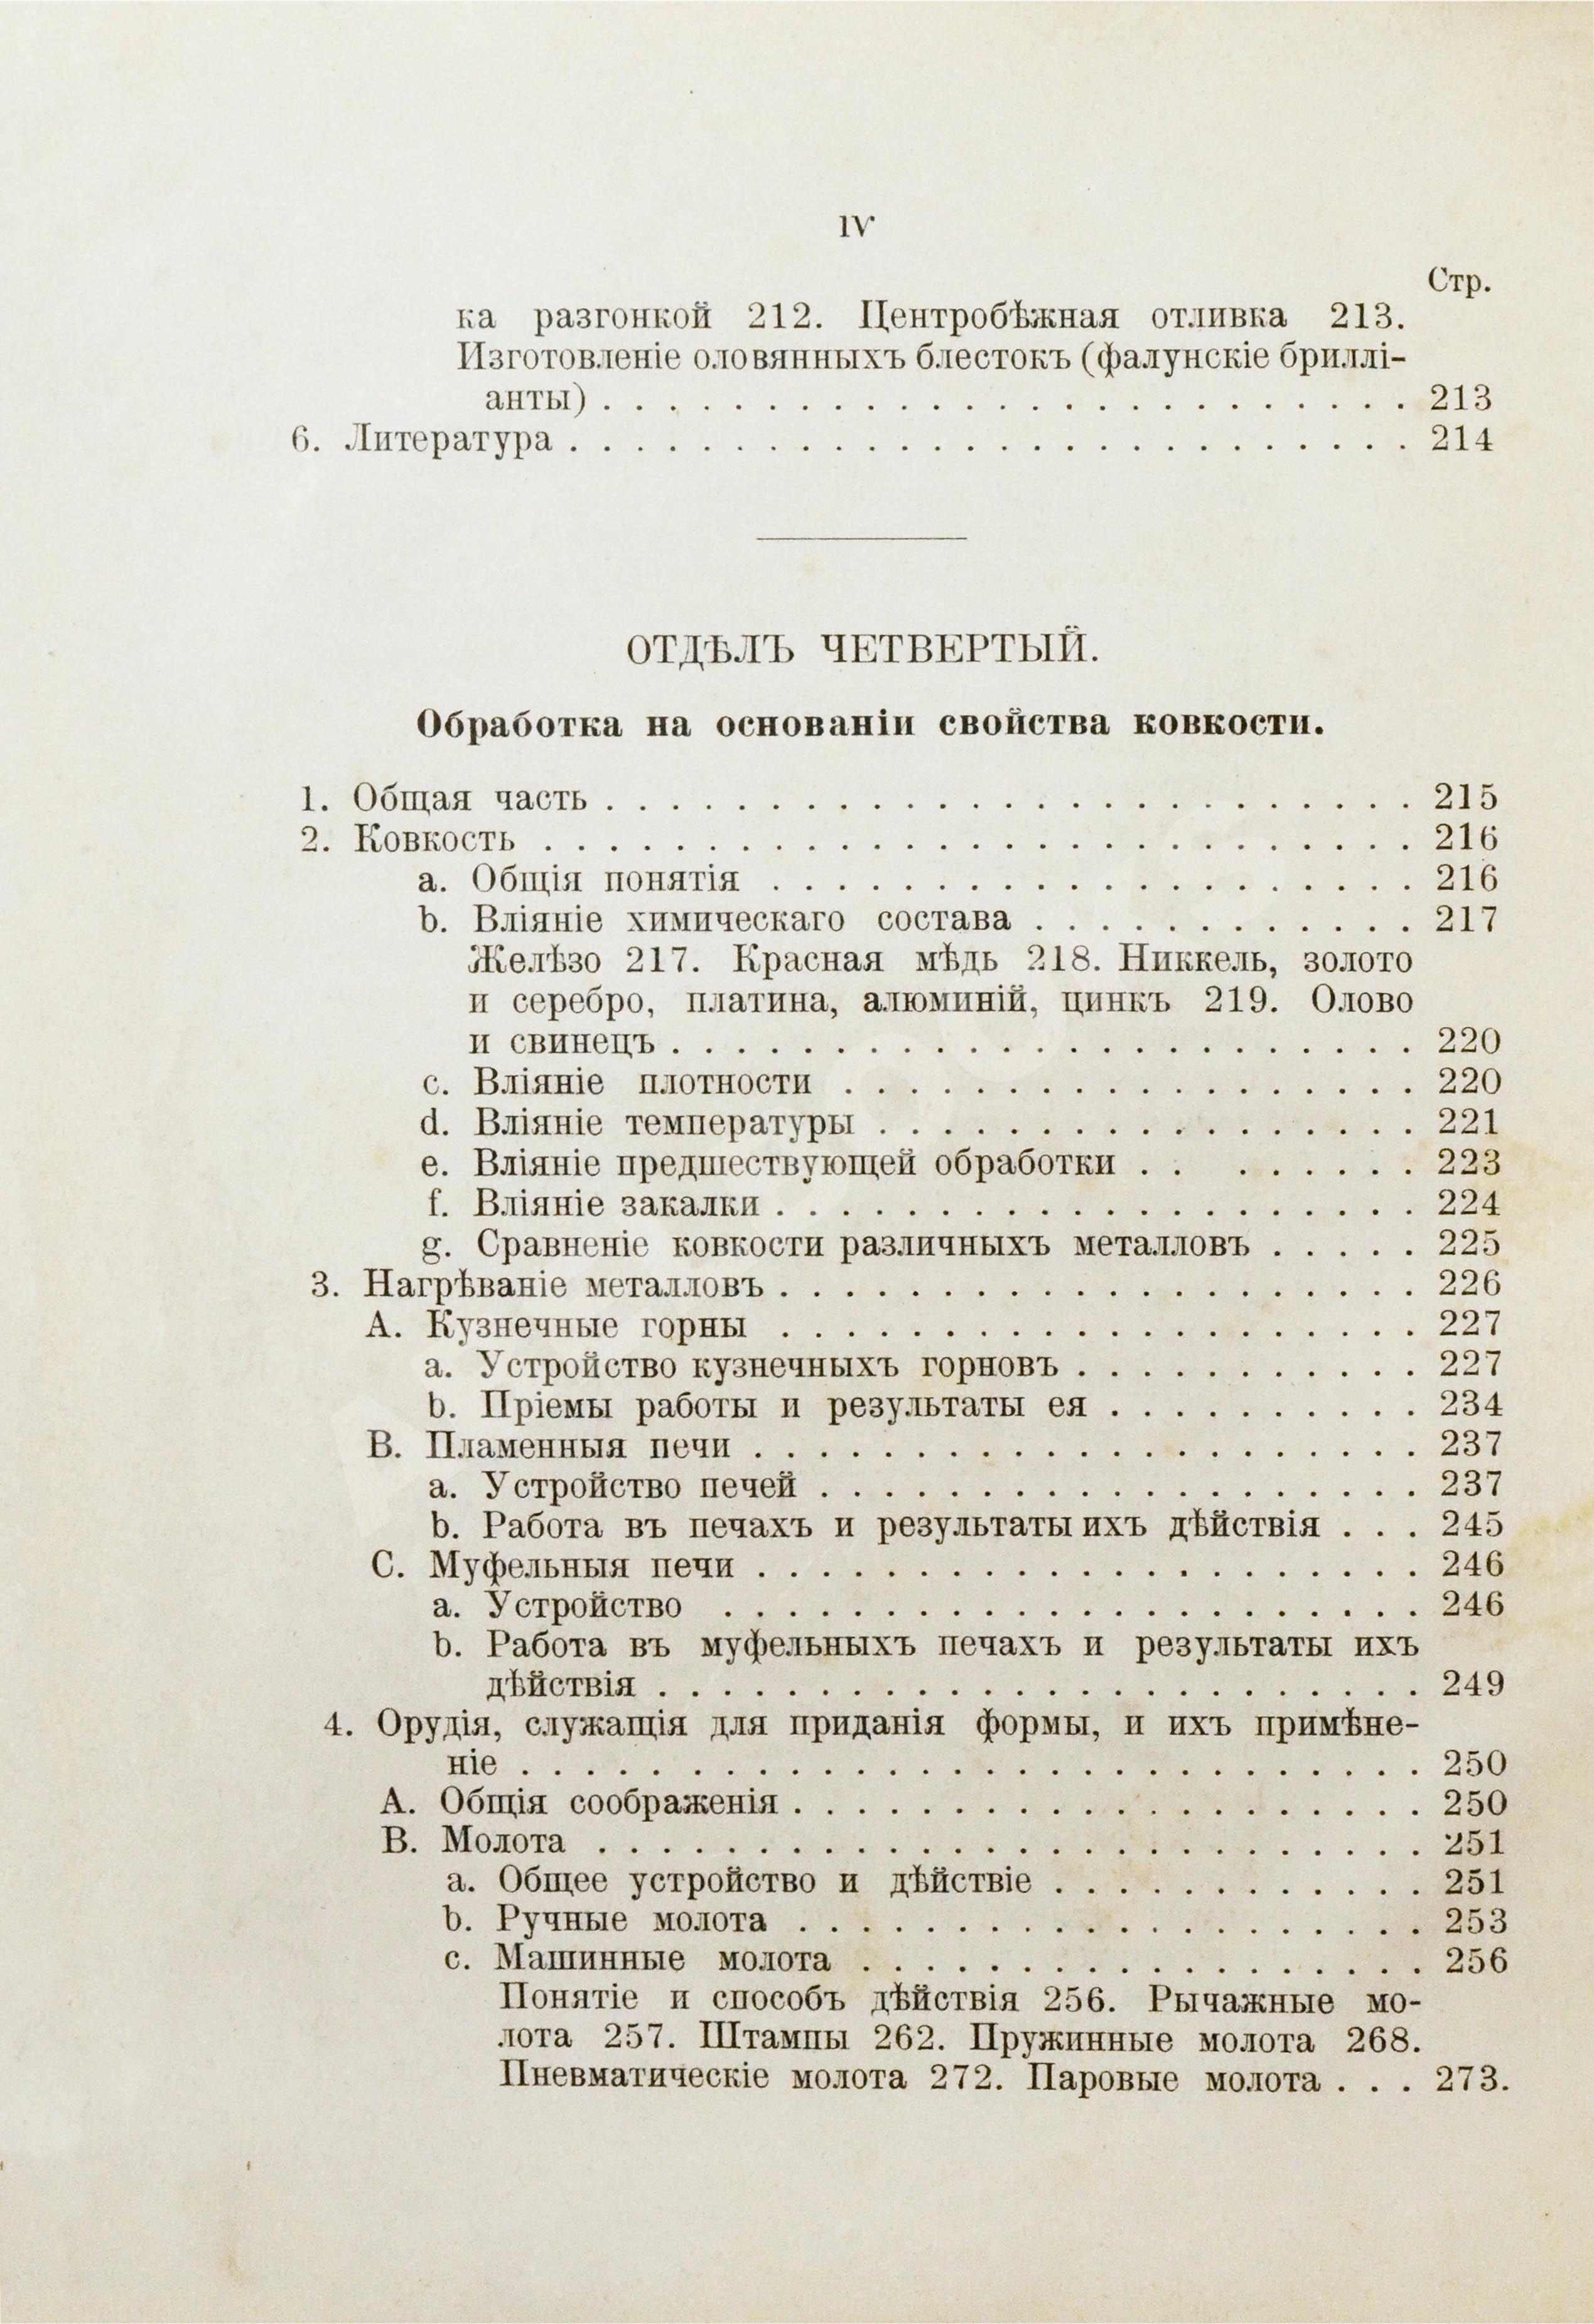 IV
Стр.
ка разгонкой 212. Центробѣжная отливка 213.
Изготовленіе оловянныхъ блестокъ (фалунскіе бриллі-
анты) . . . . . . . . . . . . . . . . . . . . . . . . . 213
6. Литература . . . . . . . . . . . . . . . . . . . . . . . . . . 214
ОТДѢЛЪ ЧЕТВЕРТЫЙ.
Обработка на основаніи свойства ковкости.
1. Общая часть . . . . . . . . . . . . . . . . . . . . . . . . . 215
2. Ковкость . . . . . . . . . . . . . . . . . . . . . . . . . . . 216
a. Общія понятія . . . . . . . . . . . . . . . . . . . . 216
b. Вліяніе химическаго состава . . . . . . . . . . . . 217
Желѣзо 217. Красная мѣдь 218. Никкель, золото
и серебро, платина, алюминій, цинкъ 219. Олово
и свинецъ . . . . . . . . . . . . . . . . . . . . . . . 220
c. Вліяніе плотности . . . . . . . . . . . . . . . . . . 220
d. Вліяніе температуры . . . . . . . . . . . . . . . . . 221
e. Вліяніе предшествующей обработки . . . . . . . . 223
f. Вліяніе закалки . . . . . . . . . . . . . . . . . . . . 224
g. Сравненіе ковкости различныхъ металловъ . . . . . 225
3. Нагрѣваніе металловъ . . . . . . . . . . . . . . . . . . . . 226
A. Кузнечные горны . . . . . . . . . . . . . . . . . . . . 227
a. Устройство кузнечныхъ горновъ . . . . . . . . . . . 227
b. Пріемы работы и результаты ея . . . . . . . . . . 234
B. Пламенныя печи . . . . . . . . . . . . . . . . . . . . . 237
a. Устройство печей . . . . . . . . . . . . . . . . . . . 237
b. Работа въ печахъ и результаты ихъ дѣйствія . . . 245
C. Муфельныя печи . . . . . . . . . . . . . . . . . . . . . 246
a. Устройство . . . . . . . . . . . . . . . . . . . . . . 246
b. Работа въ муфельныхъ печахъ и результаты ихъ
дѣйствія . . . . . . . . . . . . . . . . . . . . . . . . 249
4. Орудія, служащія для приданія формы, и ихъ примѣне-
ніе . . . . . . . . . . . . . . . . . . . . . . . . . . . . 250
A. Общія соображенія . . . . . . . . . . . . . . . . . . . . 250
B. Молота . . . . . . . . . . . . . . . . . . . . . . . . . . 251
a. Общее устройство и дѣйствіе . . . . . . . . . . . . 251
b. Ручные молота . . . . . . . . . . . . . . . . . . . . 253
c. Машинные молота . . . . . . . . . . . . . . . . . . 256
Понятіе и способъ дѣйствія 256. Рычажные мо-
лота 257. Штампы 262. Пружинные молота 268.
Пневматическіе молота 272. Паровые молота . . . 273.